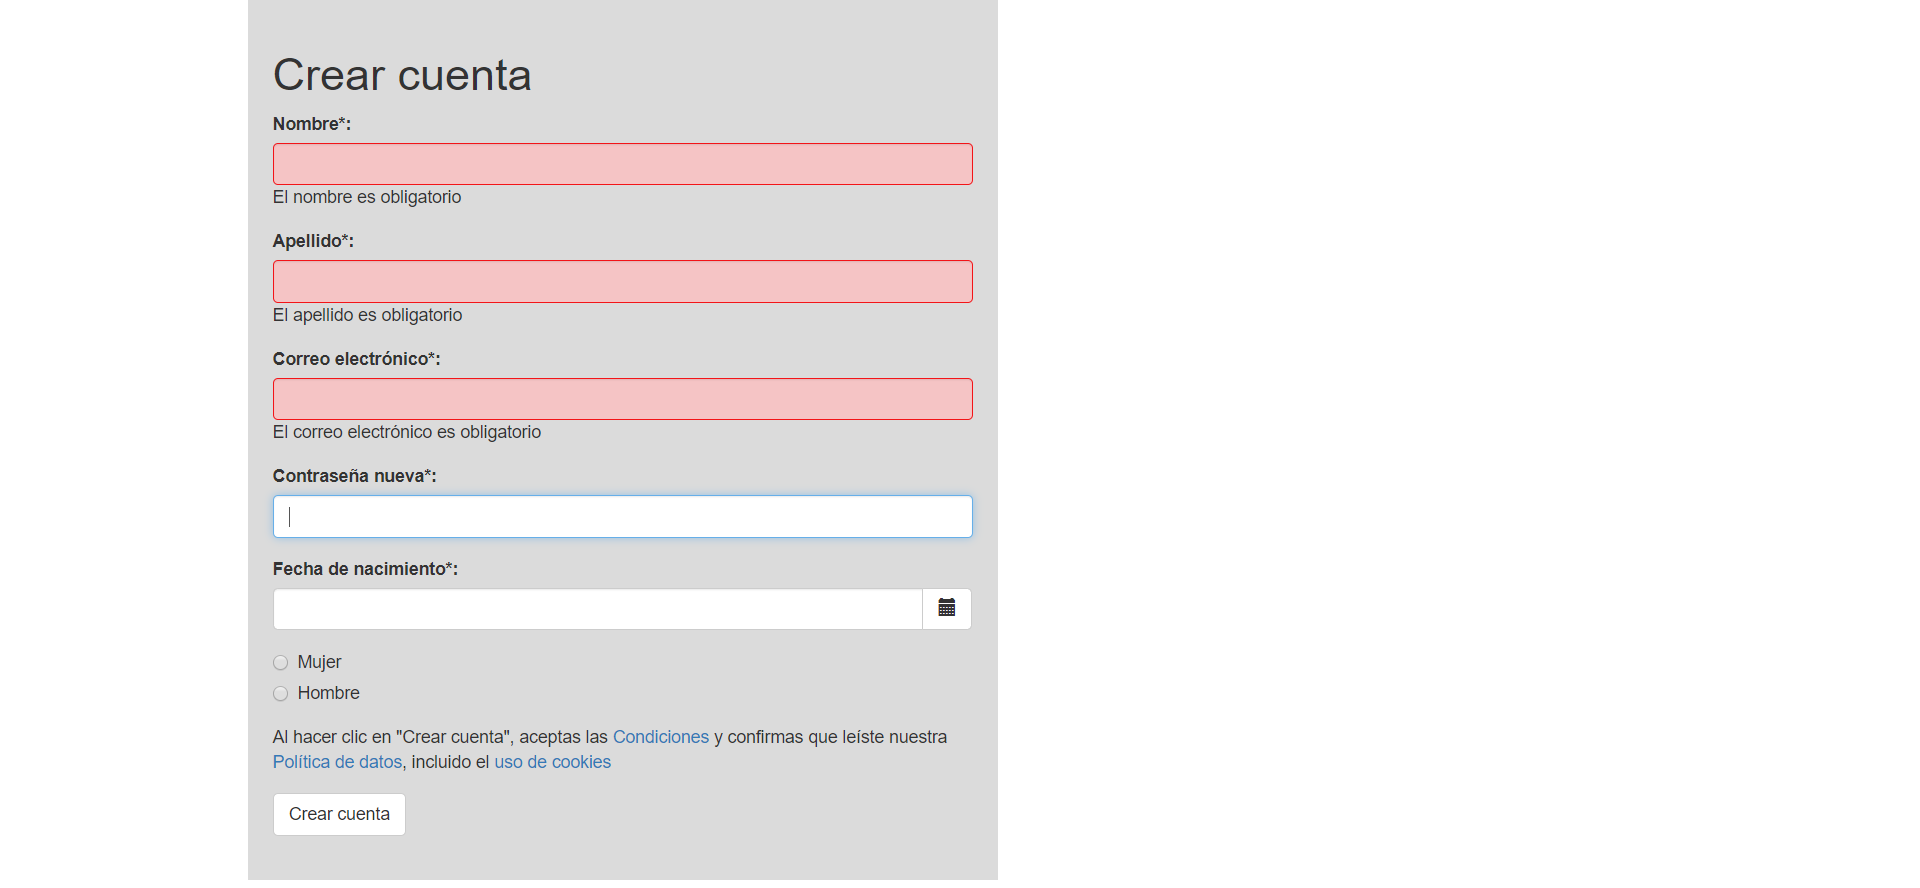 Crear cuenta
Nombre*:
El nombre es obligatorio
Apellido*:
El apellido es obligatorio
Correo electrónico*:
El correo electrónico es obligatorio
Contraseña nueva*:
Fecha de nacimiento*:
Mujer
Hombre
Al hacer clic en "Crear cuenta", aceptas las Condiciones y confirmas que leíste nuestra
Política de datos, incluido el uso de cookies
Crear cuenta